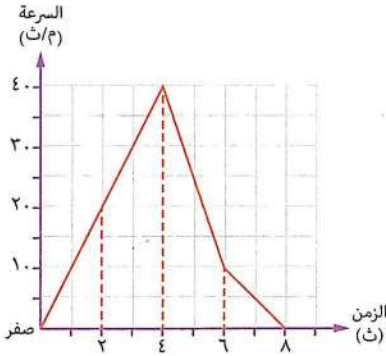 السرعة
(م/ث)
٤٠
٣٠
٢٠
١٠
صفر
٢ ٤ ٦ ٨
الزمن
(ث)